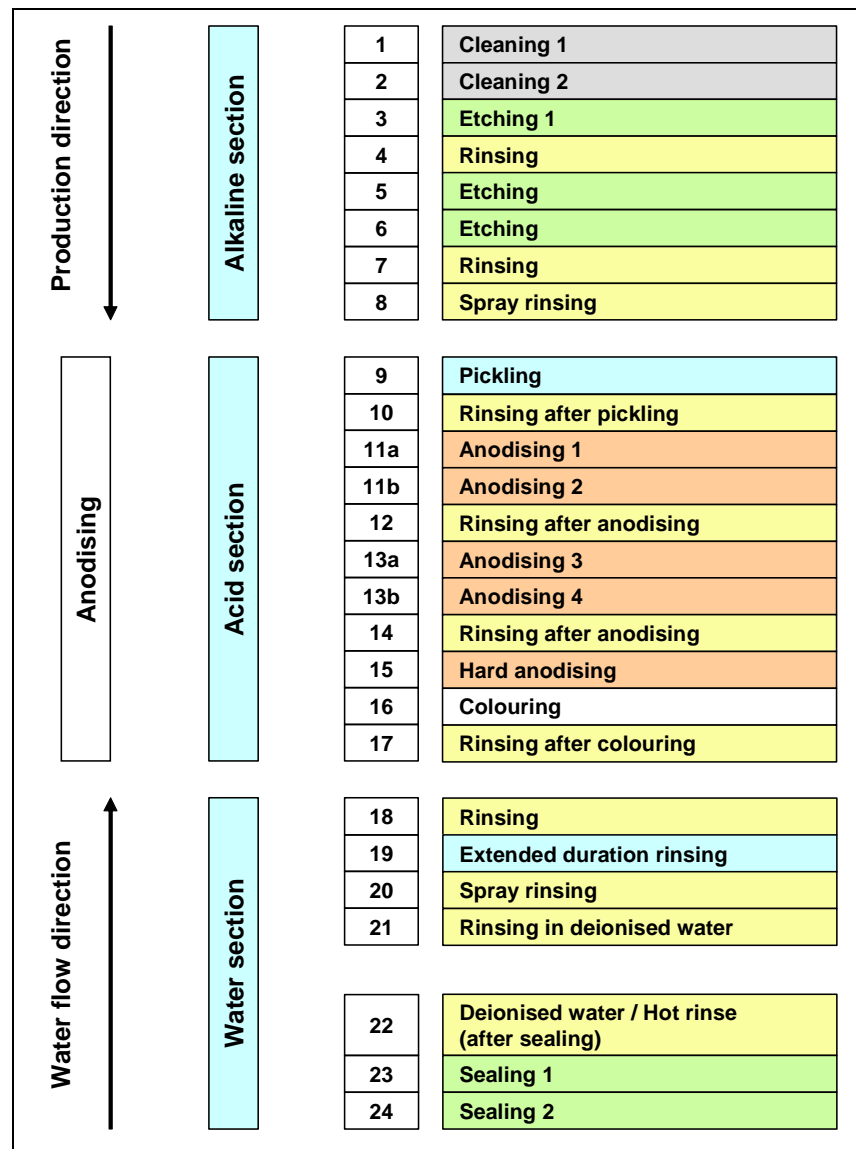 Production direction
Alkaline section
1 Cleaning 1
2 Cleaning 2
3 Etching 1
4 Rinsing
5 Etching
6 Etching
7 Rinsing
8 Spray rinsing
Anodising
Acid section
9 Pickling
10 Rinsing after pickling
11a Anodising 1
11b Anodising 2
12 Rinsing after anodising
13a Anodising 3
13b Anodising 4
14 Rinsing after anodising
15 Hard anodising
16 Colouring
17 Rinsing after colouring
Water flow direction
Water section
18 Rinsing
19 Extended duration rinsing
20 Spray rinsing
21 Rinsing in deionised water
22 Deionised water / Hot rinse
(after sealing)
23 Sealing 1
24 Sealing 2